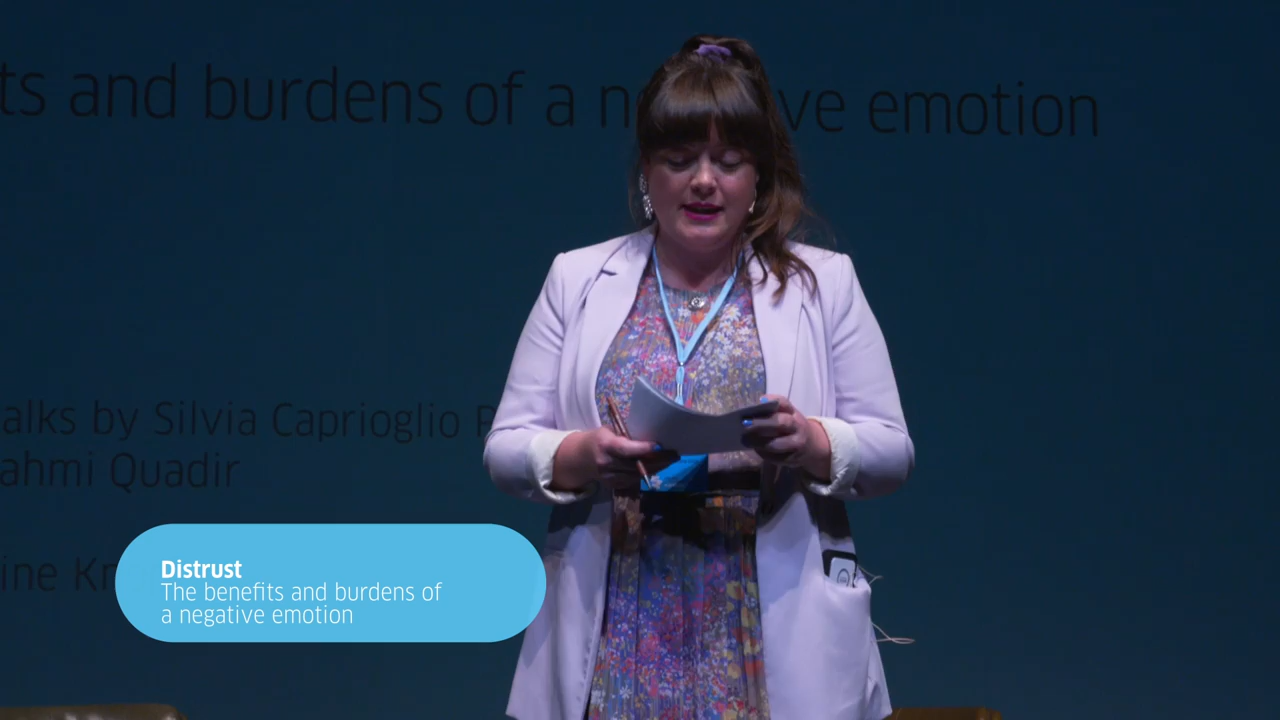 ts and burdens of a ne ve emotion
alks by Silvia Caprioglio P
ahmi Quadir
ine Kr
Distrust
The benefits and burdens of
a negative emotion